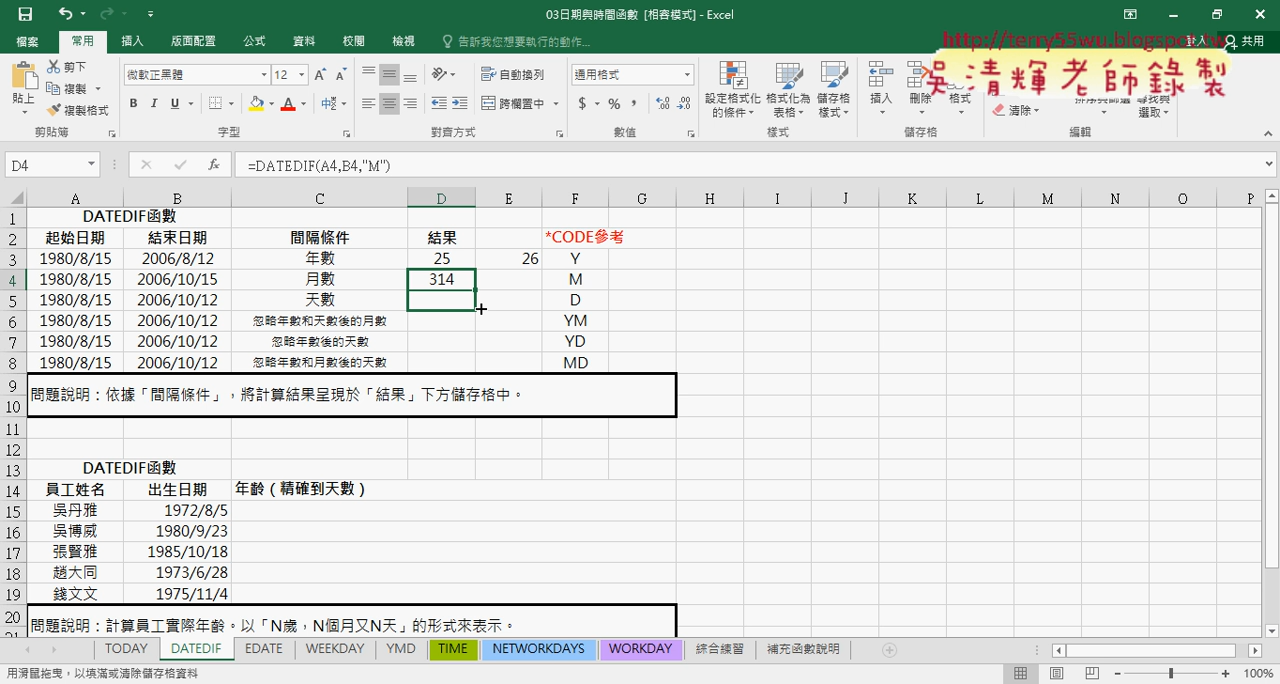 03日期與時間函數 [相容模式] - Excel
http://terry55wu.blogspot.tw
吳清輝老師錄製
檔案 常用 插入 版面配置 公式 資料 校閱 檢視 告訴我您想要執行的動作... 登入 共用
貼上 剪下 複製 複製格式 剪貼簿
微軟正黑體 12 B I U 字型
自動換列 跨欄置中 對齊方式
通用格式 $ % 數值
設定格式化的條件 格式化為表格 儲存格樣式 樣式
插入 刪除 格式 儲存格
清除 尋找與選取 編輯
D4 fx =DATEDIF(A4,B4,"M")
A B C D E F G H I J K L M N O P
1 DATEDIF函數
2 起始日期 結束日期 間隔條件 結果 *CODE參考
3 1980/8/15 2006/8/12 年數 25 26 Y
4 1980/8/15 2006/10/15 月數 314 M
5 1980/8/15 2006/10/12 天數 D
6 1980/8/15 2006/10/12 忽略年數和天數後的月數 YM
7 1980/8/15 2006/10/12 忽略年數後的天數 YD
8 1980/8/15 2006/10/12 忽略年數和月數後的天數 MD
9
10 問題說明：依據「間隔條件」，將計算結果呈現於「結果」下方儲存格中。
11
12
13 DATEDIF函數
14 員工姓名 出生日期 年齡（精確到天數）
15 吳丹雅 1972/8/5
16 吳博威 1980/9/23
17 張賢雅 1985/10/18
18 趙大同 1973/6/28
19 錢文文 1975/11/4
20 問題說明：計算員工實際年齡。以「N歲，N個月又N天」的形式來表示。
TODAY DATEDIF EDATE WEEKDAY YMD TIME NETWORKDAYS WORKDAY 綜合練習 補充函數說明
用滑鼠拖曳，以填滿或清除儲存格資料 100%